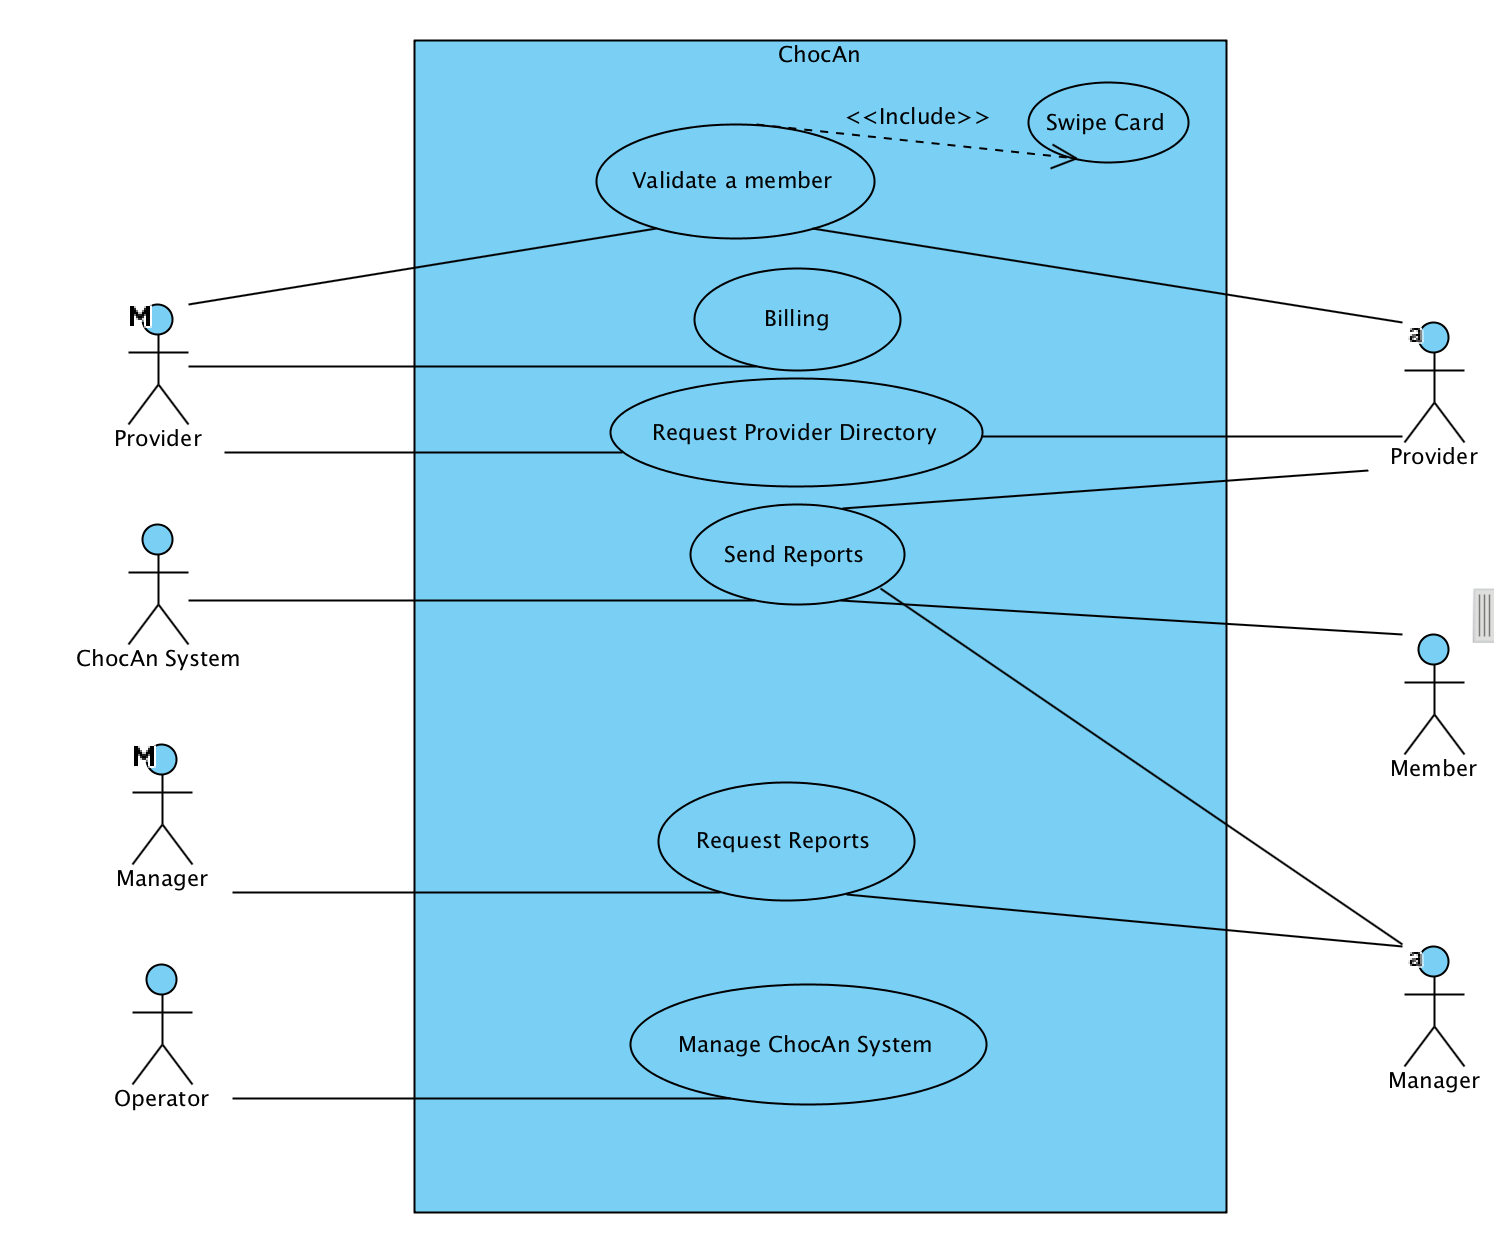 ChocAn
<<Include>>
Swipe Card
Validate a member
M
Billing
a
Provider
Request Provider Directory
Provider
Send Reports
ChocAn System
M
Member
Request Reports
Manager
a
Manage ChocAn System
Manager
Operator